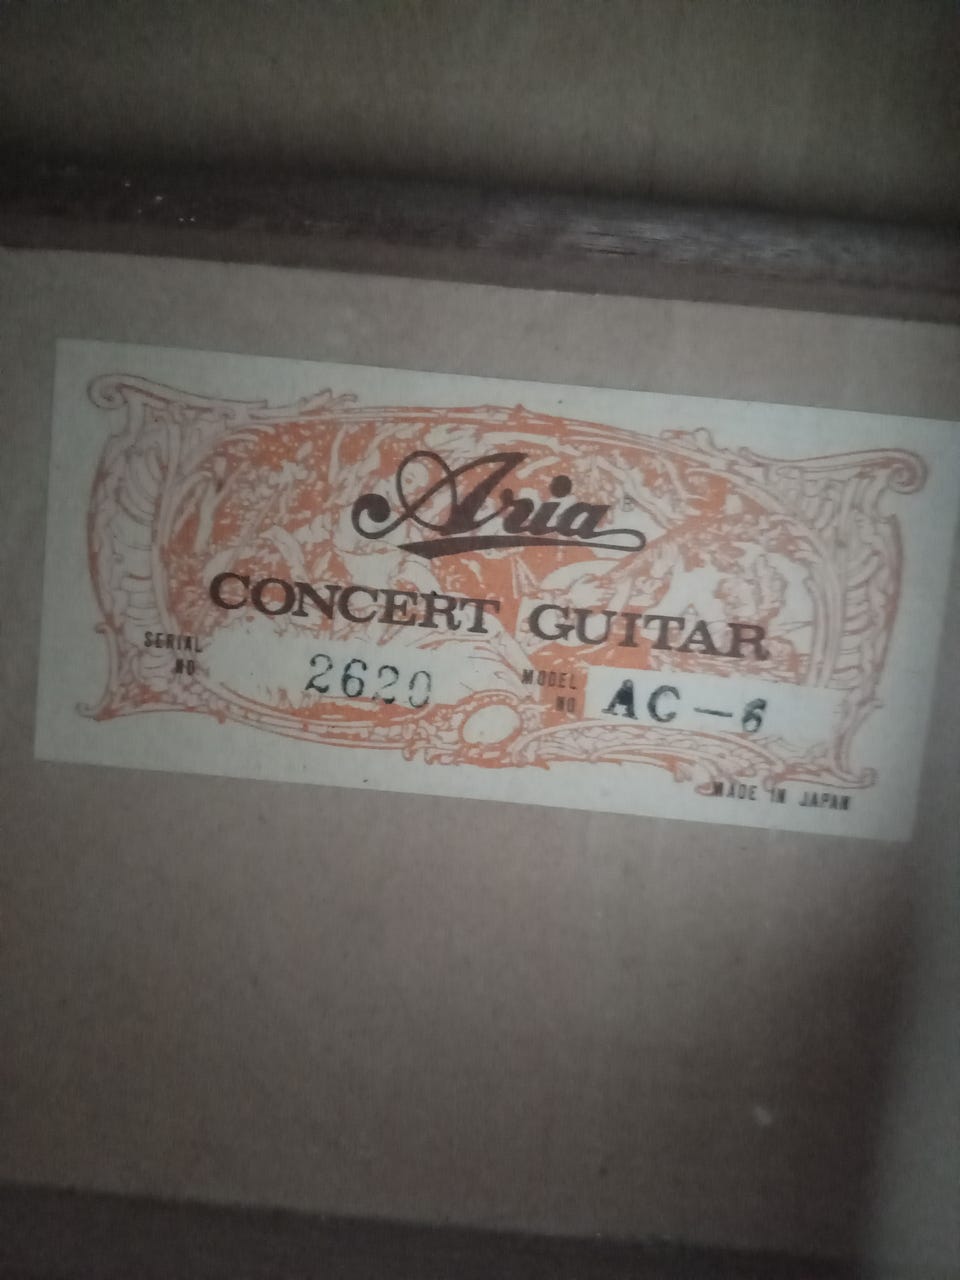 Aria
CONCERT GUITAR
SERIAL NO 2620
MODEL NO AC-6
MADE IN JAPAN